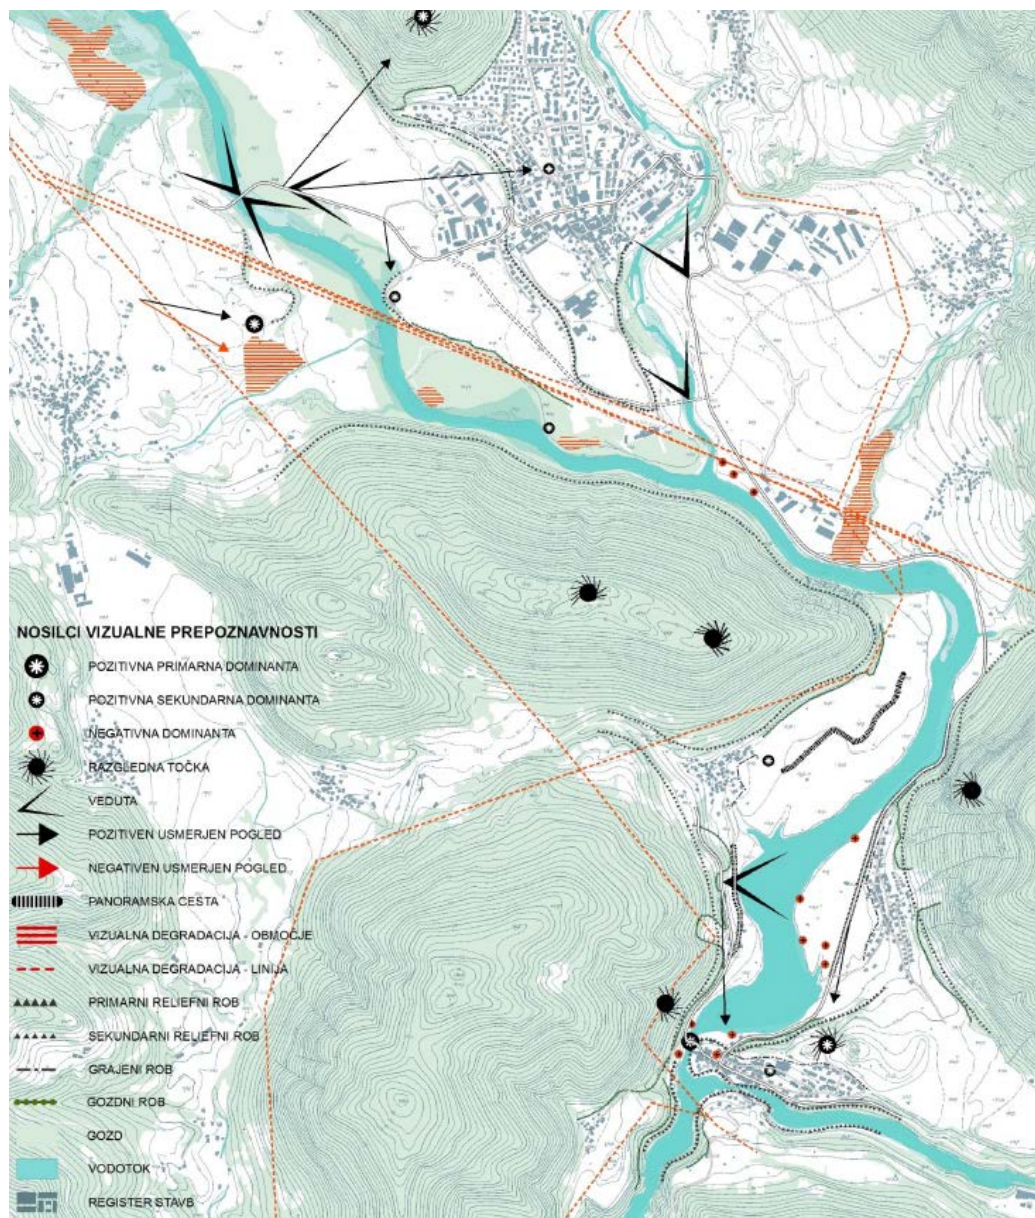 NOSILCI VIZUALNE PREPOZNAVNOSTI
POZITIVNA PRIMARNA DOMINANTA
POZITIVNA SEKUNDARNA DOMINANTA
NEGATIVNA DOMINANTA
RAZGLEDNA TOČKA
VEDUTA
POZITIVEN USMERJEN POGLED
NEGATIVEN USMERJEN POGLED
PANORAMSKA CESTA
VIZUALNA DEGRADACIJA - OBMOČJE
VIZUALNA DEGRADACIJA - LINIJA
PRIMARNI RELIEFNI ROB
SEKUNDARNI RELIEFNI ROB
GRAJENI ROB
GOZDNI ROB
GOZD
VODOTOK
REGISTER STAVB